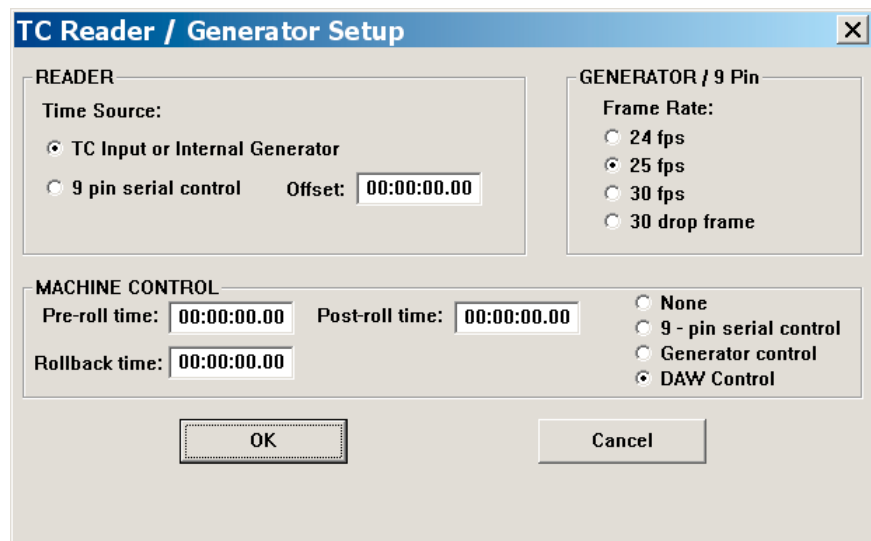 TC Reader / Generator Setup
READER
Time Source:
TC Input or Internal Generator
9 pin serial control Offset: 00:00:00.00
GENERATOR / 9 Pin
Frame Rate:
24 fps
25 fps
30 fps
30 drop frame
MACHINE CONTROL
Pre-roll time: 00:00:00.00 Post-roll time: 00:00:00.00
Rollback time: 00:00:00.00
None
9 - pin serial control
Generator control
DAW Control
OK Cancel